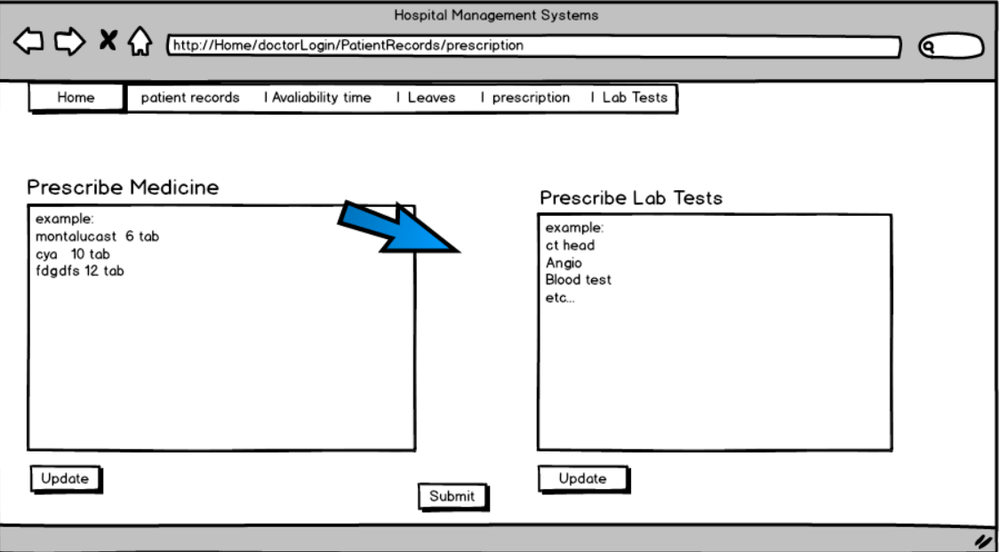 Hospital Management Systems
http://Home/doctorLogin/PatientRecords/prescription
Home patient records | Avaliability time | Leaves | prescription | Lab Tests
Prescribe Medicine
example:
montalucast 6 tab
cya 10 tab
fdgdfs 12 tab
Update
Submit
Prescribe Lab Tests
example:
ct head
Angio
Blood test
etc...
Update